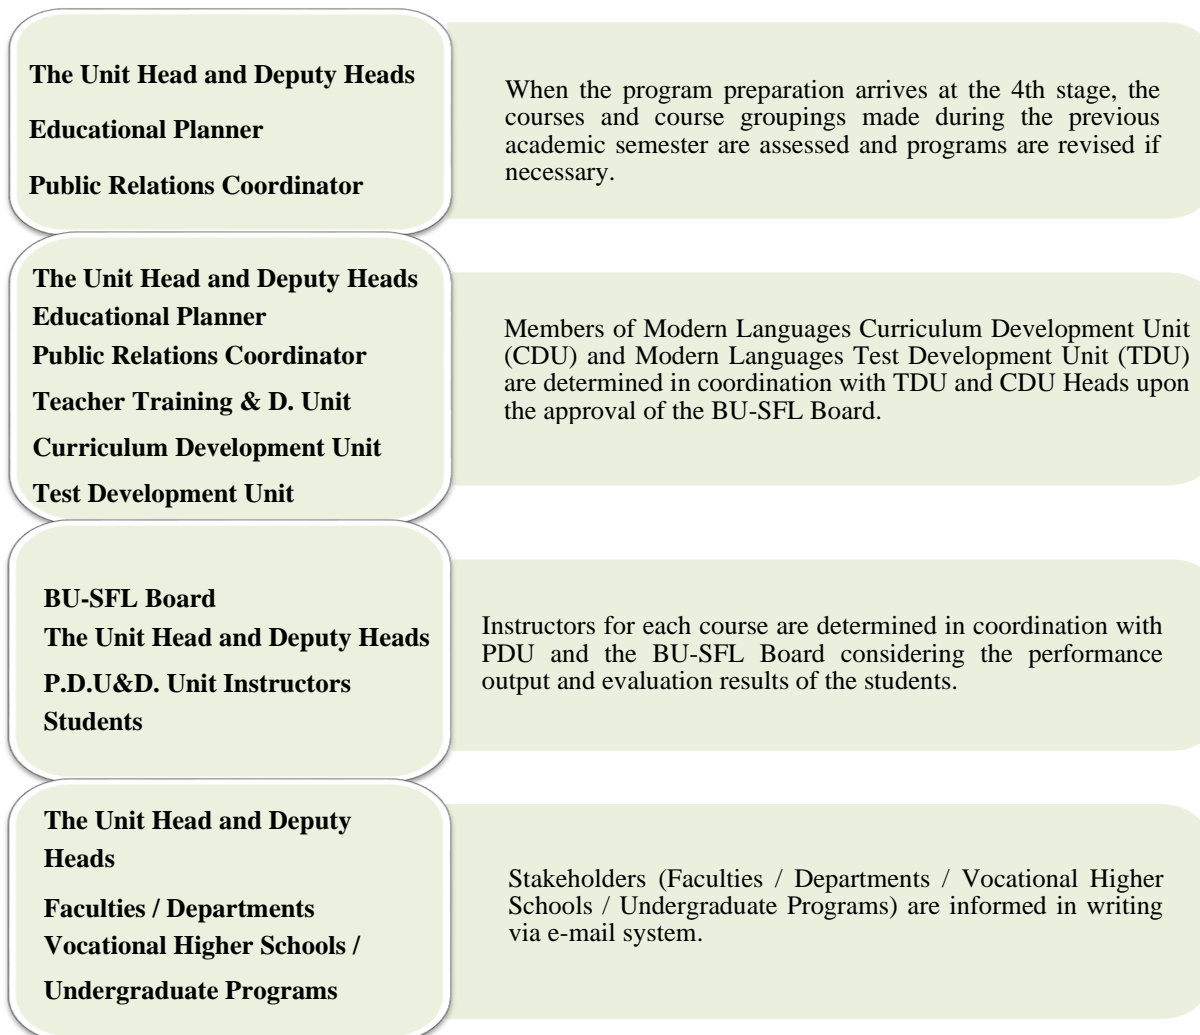 The Unit Head and Deputy Heads
Educational Planner
Public Relations Coordinator
When the program preparation arrives at the 4th stage, the
courses and course groupings made during the previous
academic semester are assessed and programs are revised if
necessary.
The Unit Head and Deputy Heads
Educational Planner
Public Relations Coordinator
Teacher Training & D. Unit
Curriculum Development Unit
Test Development Unit
Members of Modern Languages Curriculum Development Unit
(CDU) and Modern Languages Test Development Unit (TDU)
are determined in coordination with TDU and CDU Heads upon
the approval of the BU-SFL Board.
BU-SFL Board
The Unit Head and Deputy Heads
P.D.U&D. Unit Instructors
Students
Instructors for each course are determined in coordination with
PDU and the BU-SFL Board considering the performance
output and evaluation results of the students.
The Unit Head and Deputy
Heads
Faculties / Departments
Vocational Higher Schools /
Undergraduate Programs
Stakeholders (Faculties / Departments / Vocational Higher
Schools / Undergraduate Programs) are informed in writing
via e-mail system.